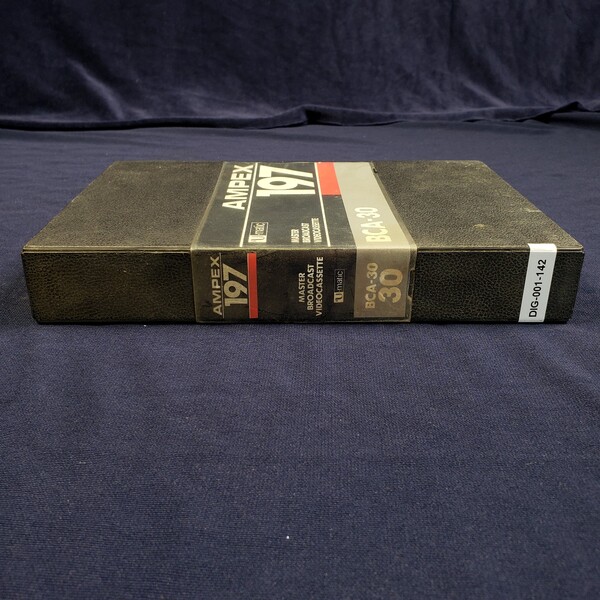 AMPEX
197
U matic
MASTER
BROADCAST
VIDEOCASSETTE
BCA-30
AMPEX
197
MASTER
BROADCAST
VIDEOCASSETTE
U matic
BCA-30
30
DIG-001-142